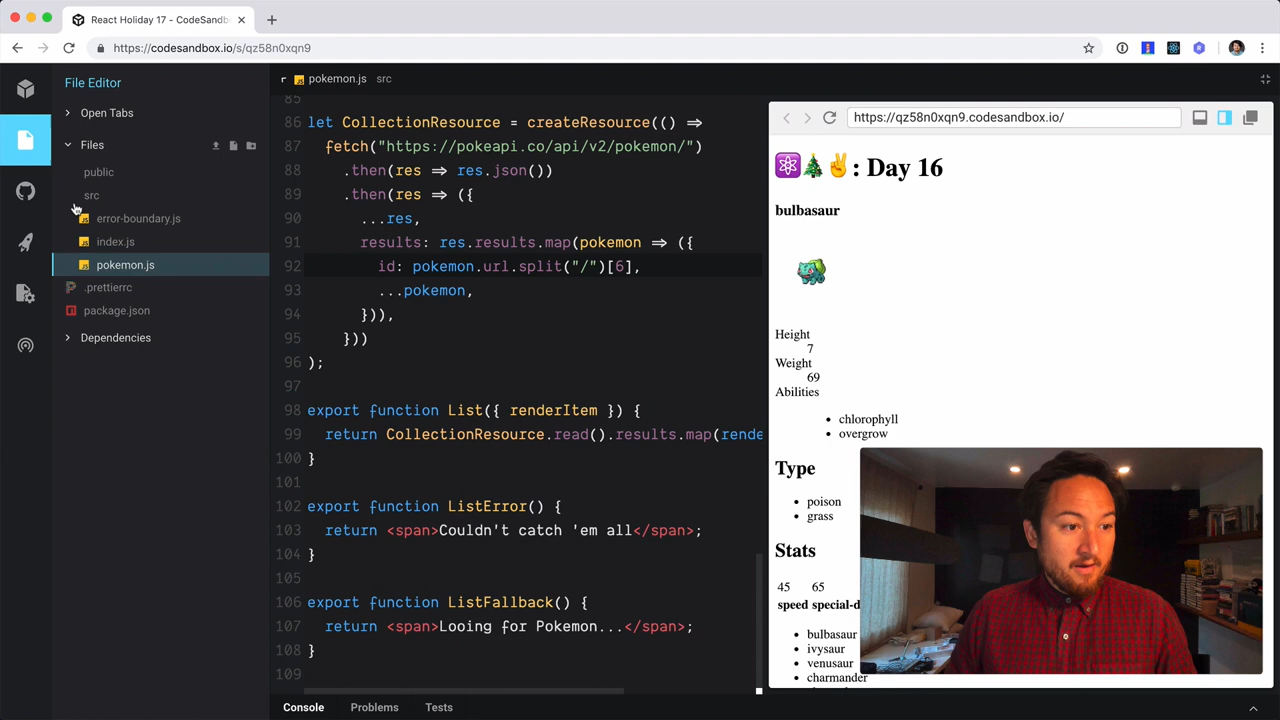 React Holiday 17 - CodeSandb
https://codesandbox.io/s/qz58n0xqn9
File Editor
Open Tabs
Files
public
src
error-boundary.js
index.js
pokemon.js
.prettierrc
package.json
Dependencies
pokemon.js src
85
86 let CollectionResource = createResource(() ⇒
87 fetch("https://pokeapi.co/api/v2/pokemon/")
88 .then(res ⇒ res.json())
89 .then(res ⇒ ({
90 ...res,
91 results: res.results.map(pokemon ⇒ ({
92 id: pokemon.url.split("/")[6],
93 ...pokemon,
94 })),
95 }))
96 );
97
98 export function List({ renderItem }) {
99 return CollectionResource.read().results.map(rende
100 }
101
102 export function ListError() {
103 return <span>Couldn't catch 'em all</span>;
104 }
105
106 export function ListFallback() {
107 return <span>Looing for Pokemon...</span>;
108 }
109
Console Problems Tests
https://qz58n0xqn9.codesandbox.io/
⚛️🎄✌️: Day 16
bulbasaur
Height
7
Weight
69
Abilities
• chlorophyll
• overgrow
Type
• poison
• grass
Stats
45 65
speed special-d
• bulbasaur
• ivysaur
• venusaur
• charmander